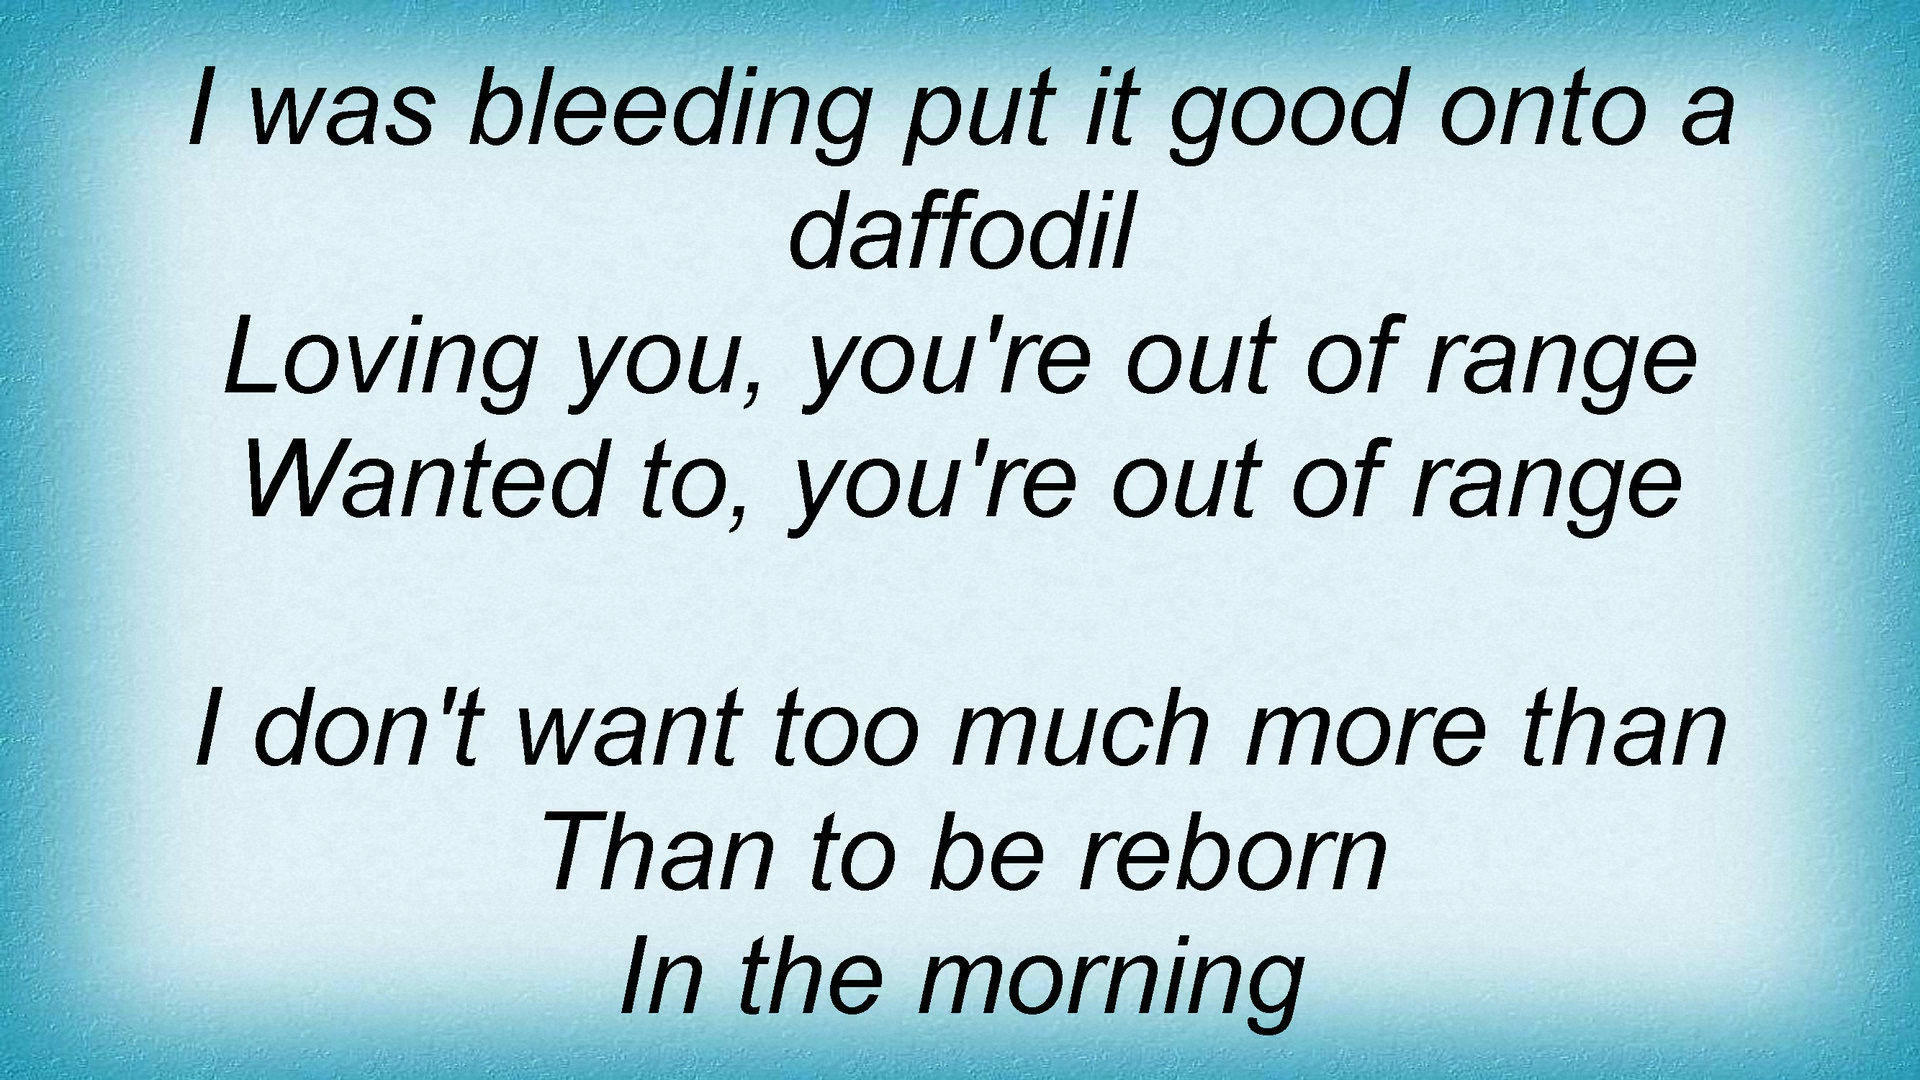 I was bleeding put it good onto a
daffodil
Loving you, you're out of range
Wanted to, you're out of range
I don't want too much more than
Than to be reborn
In the morning